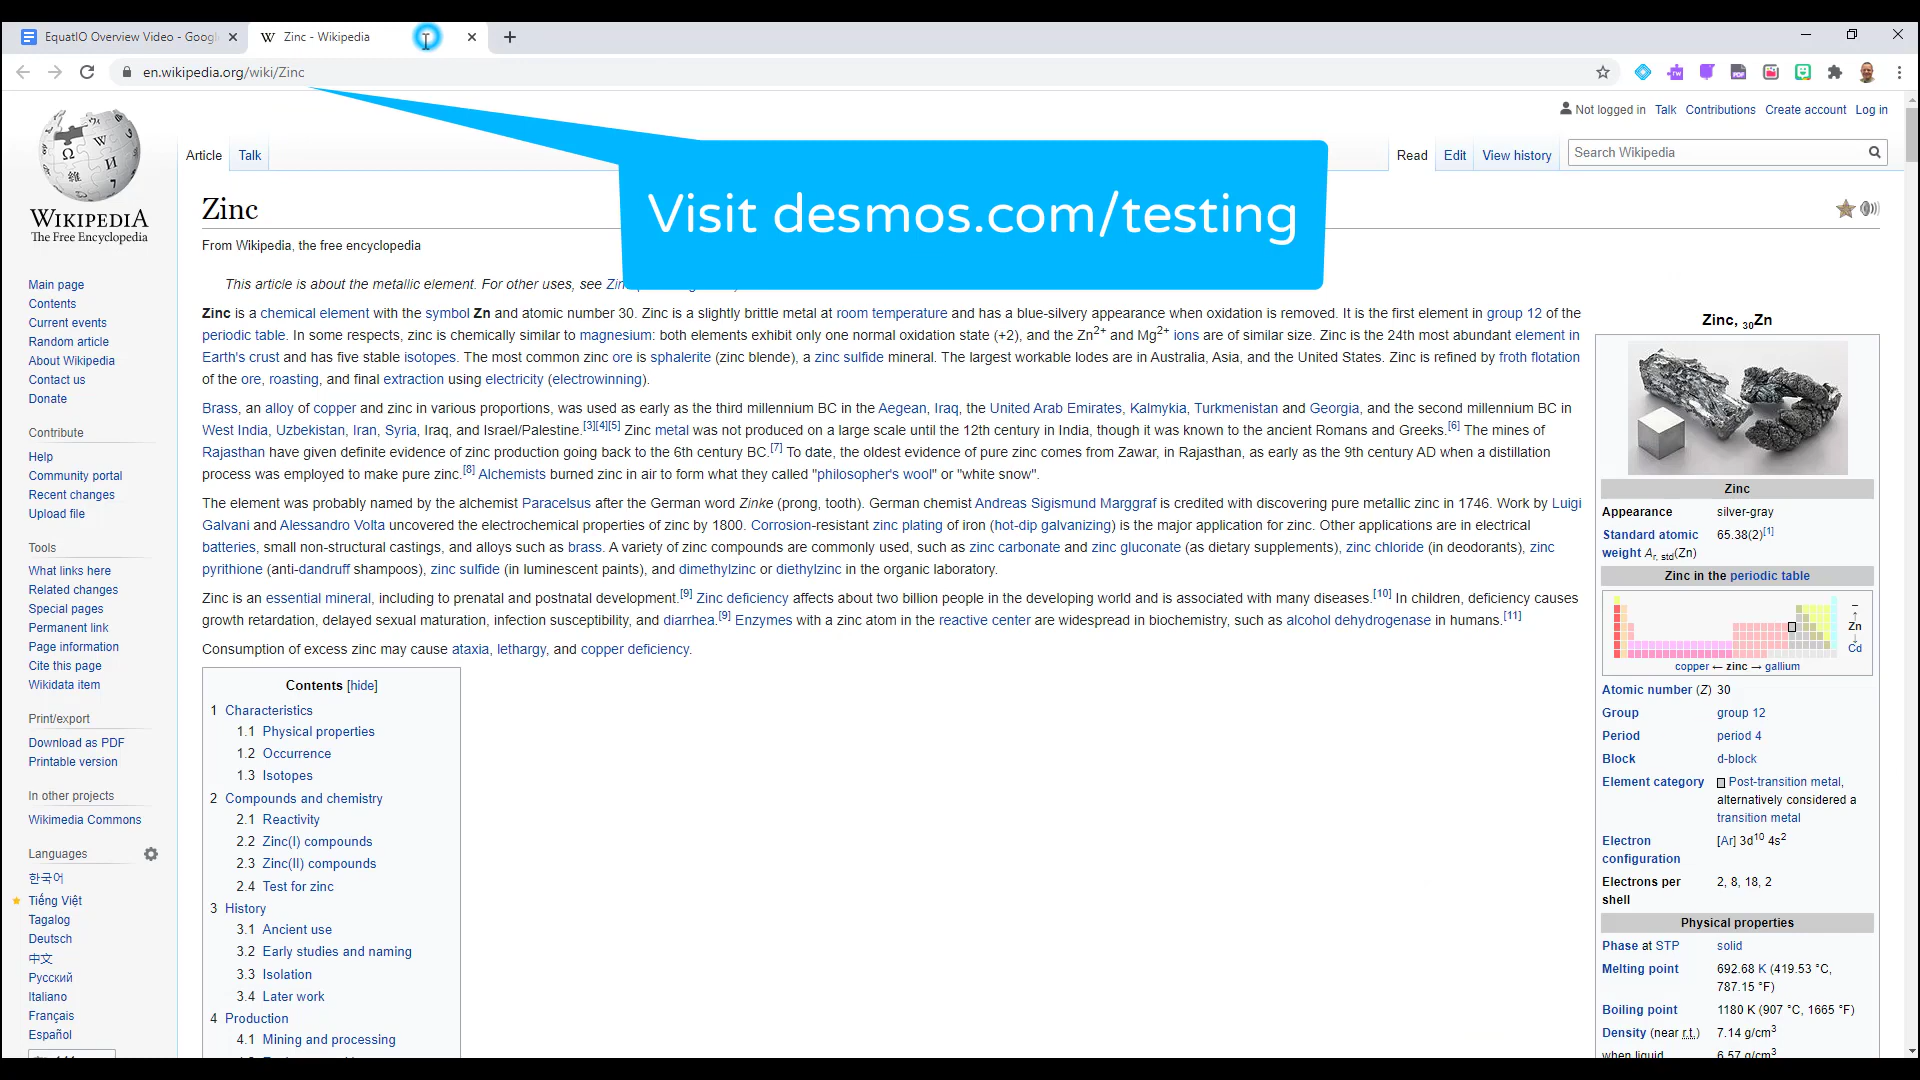 EquatIO Overview Video - Googl
Zinc - Wikipedia
en.wikipedia.org/wiki/Zinc
Not logged in Talk Contributions Create account Log in
Article Talk
Read Edit View history
Search Wikipedia
WIKIPEDIA
The Free Encyclopedia
Visit desmos.com/testing
Zinc
From Wikipedia, the free encyclopedia
This article is about the metallic element. For other uses, see Zin
Zinc is a chemical element with the symbol Zn and atomic number 30. Zinc is a slightly brittle metal at room temperature and has a blue-silvery appearance when oxidation is removed. It is the first element in group 12 of the
periodic table. In some respects, zinc is chemically similar to magnesium: both elements exhibit only one normal oxidation state (+2), and the Zn2+ and Mg2+ ions are of similar size. Zinc is the 24th most abundant element in
Earth's crust and has five stable isotopes. The most common zinc ore is sphalerite (zinc blende), a zinc sulfide mineral. The largest workable lodes are in Australia, Asia, and the United States. Zinc is refined by froth flotation
of the ore, roasting, and final extraction using electricity (electrowinning).
Brass, an alloy of copper and zinc in various proportions, was used as early as the third millennium BC in the Aegean, Iraq, the United Arab Emirates, Kalmykia, Turkmenistan and Georgia, and the second millennium BC in
West India, Uzbekistan, Iran, Syria, Iraq, and Israel/Palestine.[3][4][5] Zinc metal was not produced on a large scale until the 12th century in India, though it was known to the ancient Romans and Greeks.[6] The mines of
Rajasthan have given definite evidence of zinc production going back to the 6th century BC.[7] To date, the oldest evidence of pure zinc comes from Zawar, in Rajasthan, as early as the 9th century AD when a distillation
process was employed to make pure zinc.[8] Alchemists burned zinc in air to form what they called "philosopher's wool" or "white snow".
The element was probably named by the alchemist Paracelsus after the German word Zinke (prong, tooth). German chemist Andreas Sigismund Marggraf is credited with discovering pure metallic zinc in 1746. Work by Luigi
Galvani and Alessandro Volta uncovered the electrochemical properties of zinc by 1800. Corrosion-resistant zinc plating of iron (hot-dip galvanizing) is the major application for zinc. Other applications are in electrical
batteries, small non-structural castings, and alloys such as brass. A variety of zinc compounds are commonly used, such as zinc carbonate and zinc gluconate (as dietary supplements), zinc chloride (in deodorants), zinc
pyrithione (anti-dandruff shampoos), zinc sulfide (in luminescent paints), and dimethylzinc or diethylzinc in the organic laboratory.
Zinc is an essential mineral, including to prenatal and postnatal development.[9] Zinc deficiency affects about two billion people in the developing world and is associated with many diseases.[10] In children, deficiency causes
growth retardation, delayed sexual maturation, infection susceptibility, and diarrhea.[9] Enzymes with a zinc atom in the reactive center are widespread in biochemistry, such as alcohol dehydrogenase in humans.[11]
Consumption of excess zinc may cause ataxia, lethargy, and copper deficiency.
Contents [hide]
1 Characteristics
1.1 Physical properties
1.2 Occurrence
1.3 Isotopes
2 Compounds and chemistry
2.1 Reactivity
2.2 Zinc(I) compounds
2.3 Zinc(II) compounds
2.4 Test for zinc
3 History
3.1 Ancient use
3.2 Early studies and naming
3.3 Isolation
3.4 Later work
4 Production
4.1 Mining and processing
Main page
Contents
Current events
Random article
About Wikipedia
Contact us
Donate
Contribute
Help
Community portal
Recent changes
Upload file
Tools
What links here
Related changes
Special pages
Permanent link
Page information
Cite this page
Wikidata item
Print/export
Download as PDF
Printable version
In other projects
Wikimedia Commons
Languages
한국어
Tiếng Việt
Tagalog
Deutsch
中文
Русский
Italiano
Français
Español
Zinc, 30Zn
Zinc
Appearance silver-gray
Standard atomic 65.38(2)[1]
weight Ar, std(Zn)
Zinc in the periodic table
–
↑
Zn
↓
Cd
copper ← zinc → gallium
Atomic number (Z) 30
Group group 12
Period period 4
Block d-block
Element category Post-transition metal,
alternatively considered a
transition metal
Electron [Ar] 3d10 4s2
configuration
Electrons per 2, 8, 18, 2
shell
Physical properties
Phase at STP solid
Melting point 692.68 K (419.53 °C,
787.15 °F)
Boiling point 1180 K (907 °C, 1665 °F)
Density (near r.t.) 7.14 g/cm3
when liquid 6.57 g/cm3